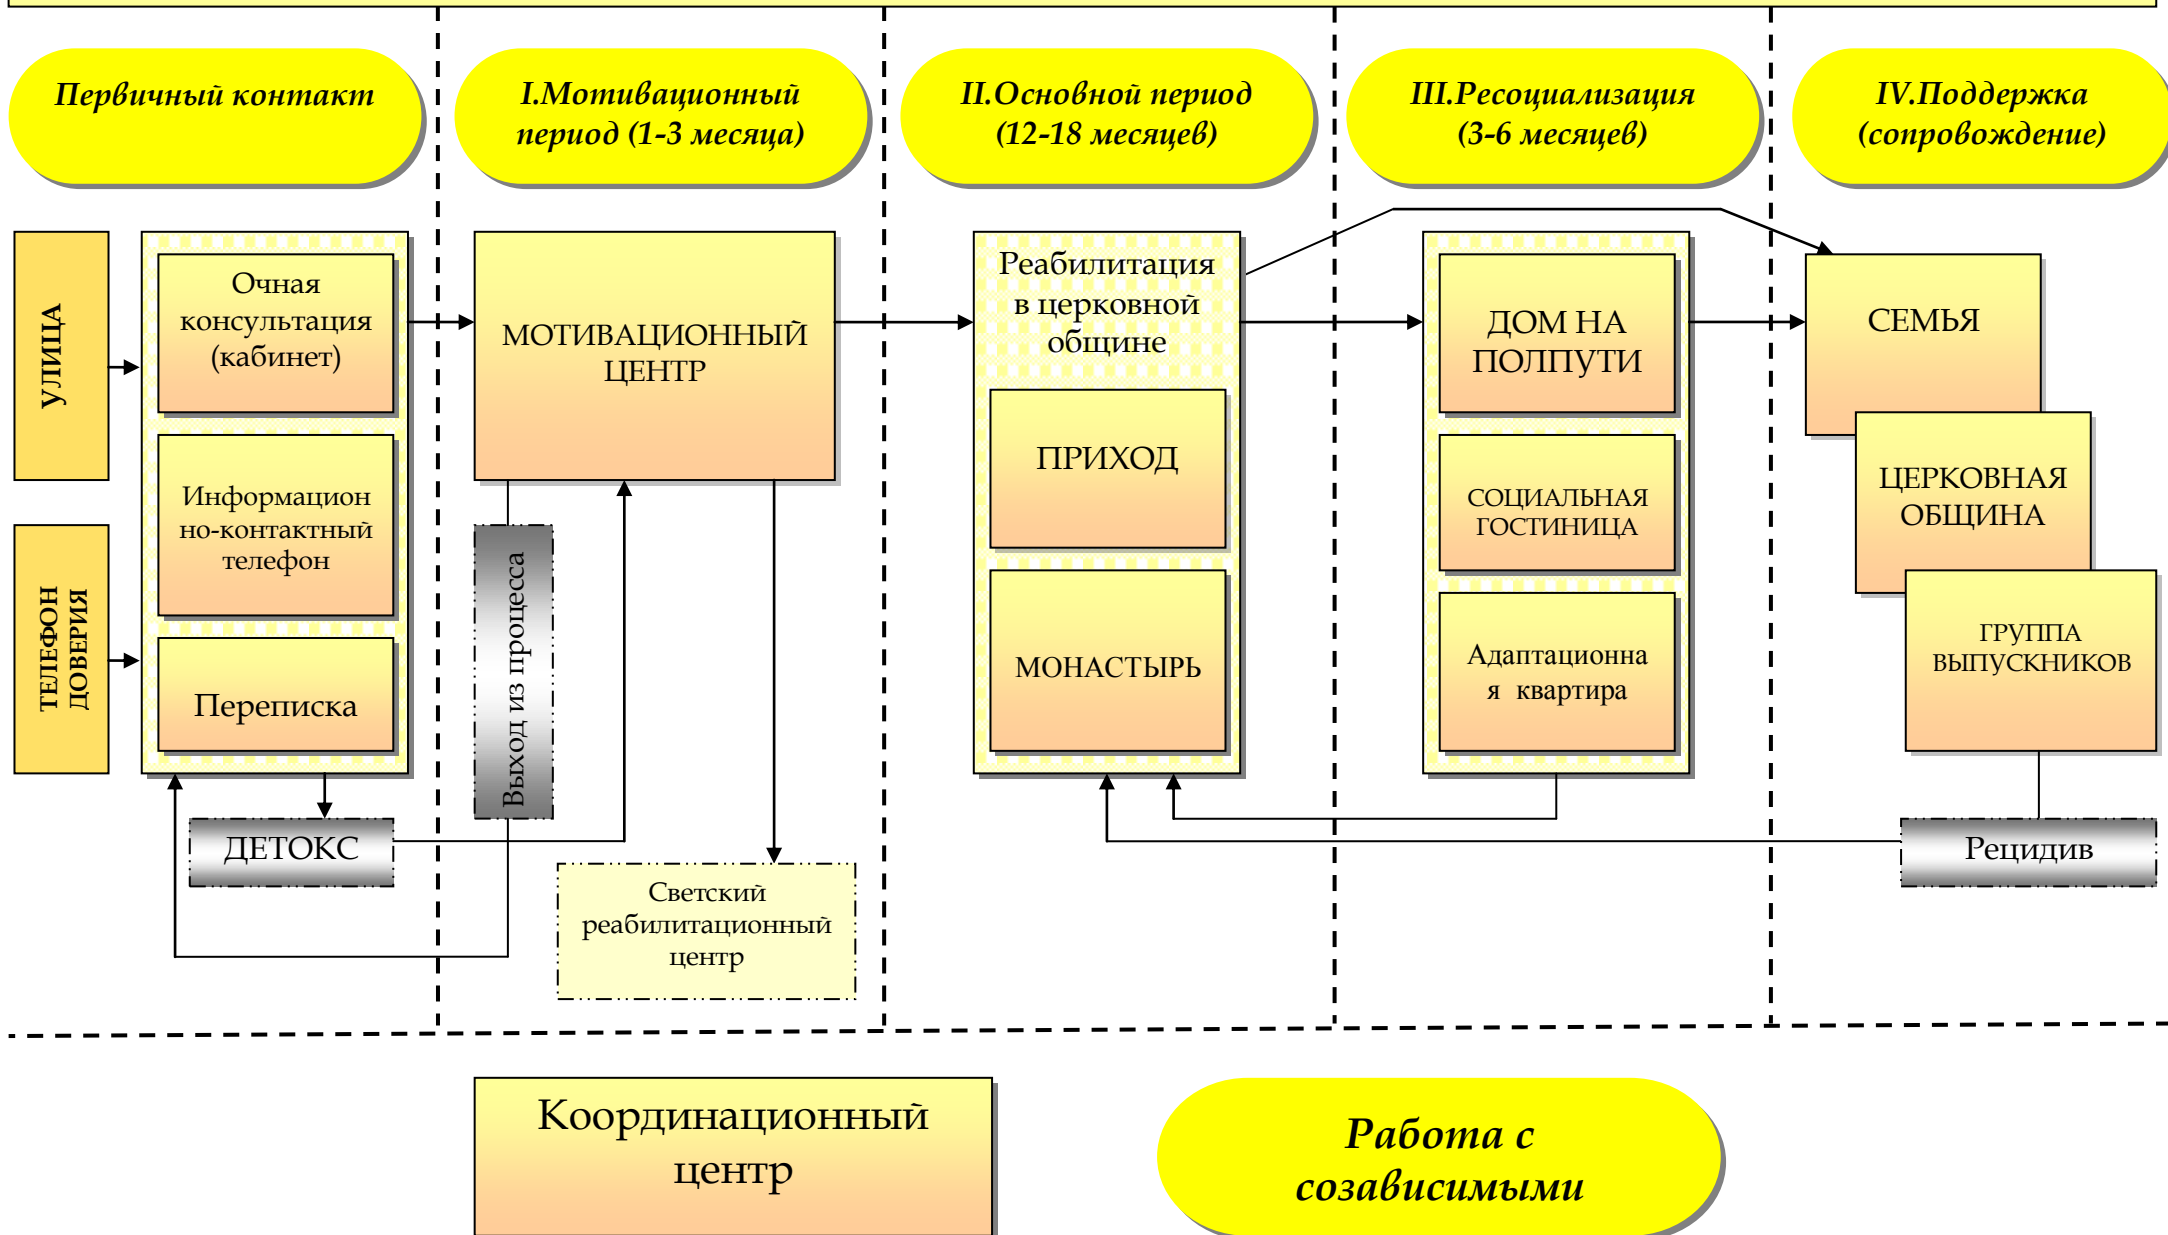 Первичный контакт
I.Мотивационный
период (1-3 месяца)
II.Основной период
(12-18 месяцев)
III.Ресоциализация
(3-6 месяцев)
IV.Поддержка
(сопровождение)
УЛИЦА
ТЕЛЕФОН
ДОВЕРИЯ
Очная
консультация
(кабинет)
Информацион
но-контактный
телефон
Переписка
ДЕТОКС
МОТИВАЦИОННЫЙ
ЦЕНТР
Выход из процесса
Светский
реабилитационный
центр
Реабилитация
в церковной
общине
ПРИХОД
МОНАСТЫРЬ
ДОМ НА
ПОЛПУТИ
СОЦИАЛЬНАЯ
ГОСТИНИЦА
Адаптационна
я квартира
СЕМЬЯ
ЦЕРКОВНАЯ
ОБЩИНА
ГРУППА
ВЫПУСКНИКОВ
Рецидив
Координационный
центр
Работа с
созависимыми